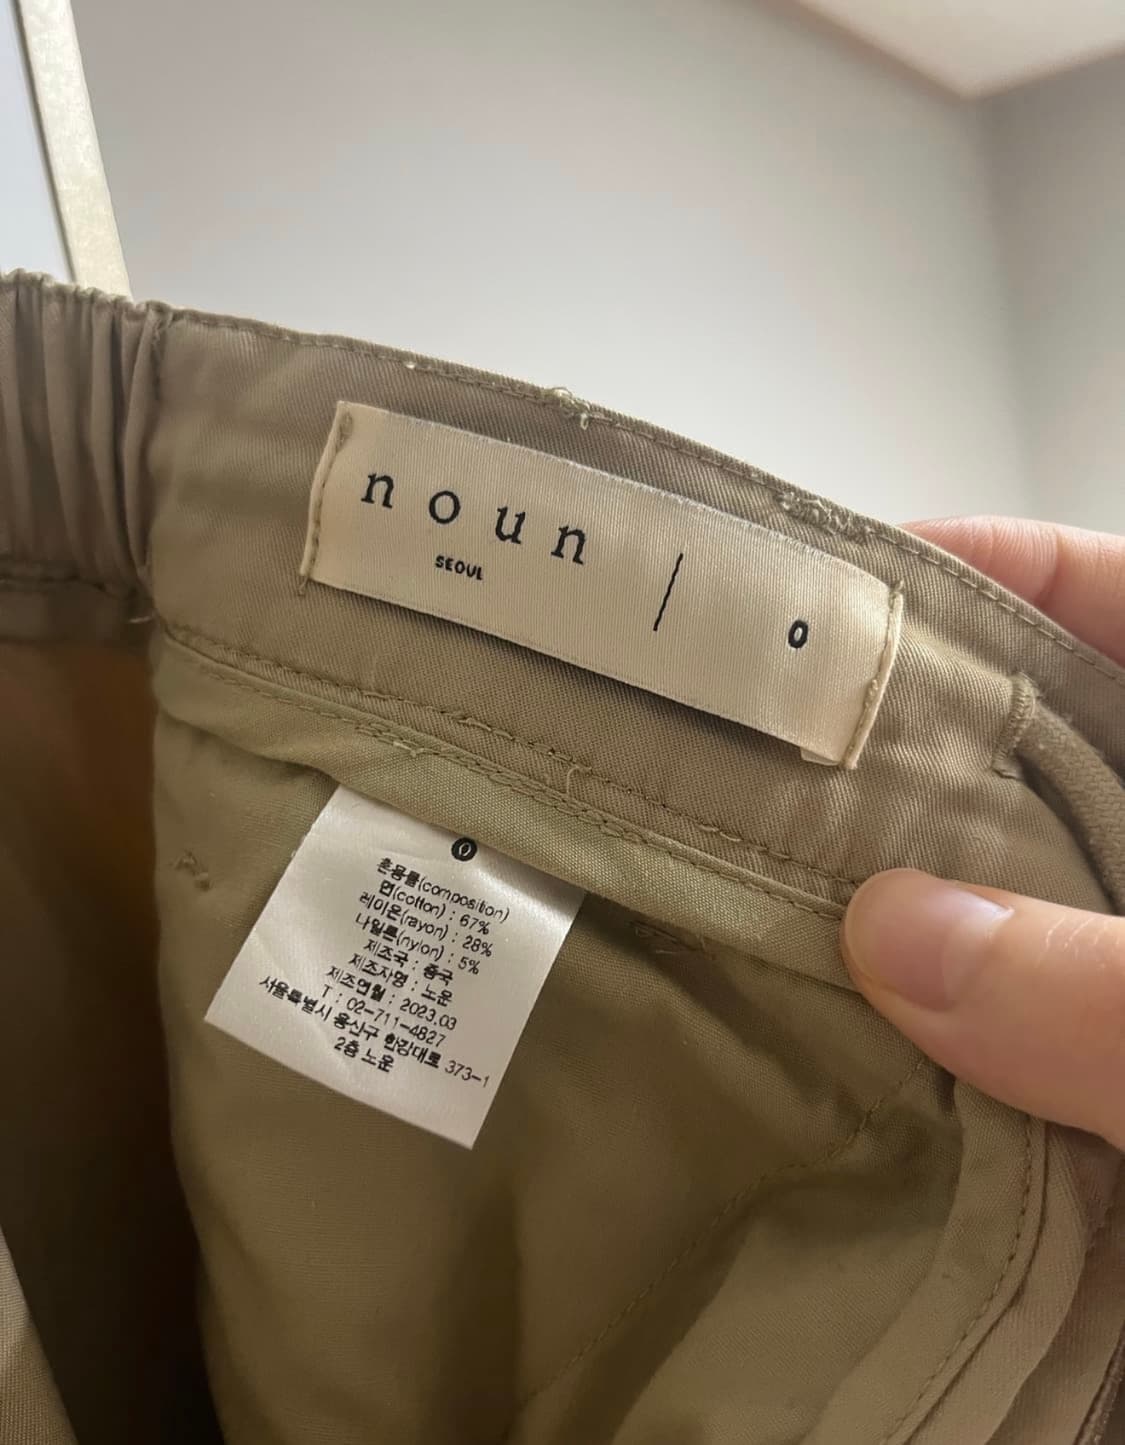 noun
SEOUL
0
0
혼용률(composition)
면(cotton) : 67%
레이온(rayon) : 28%
나일론(nylon) : 5%
제조국 : 중국
제조자명 : 노운
제조연월 : 2023.03
T : 02-711-4827
서울특별시 용산구 한강대로 373-1
2층 노운